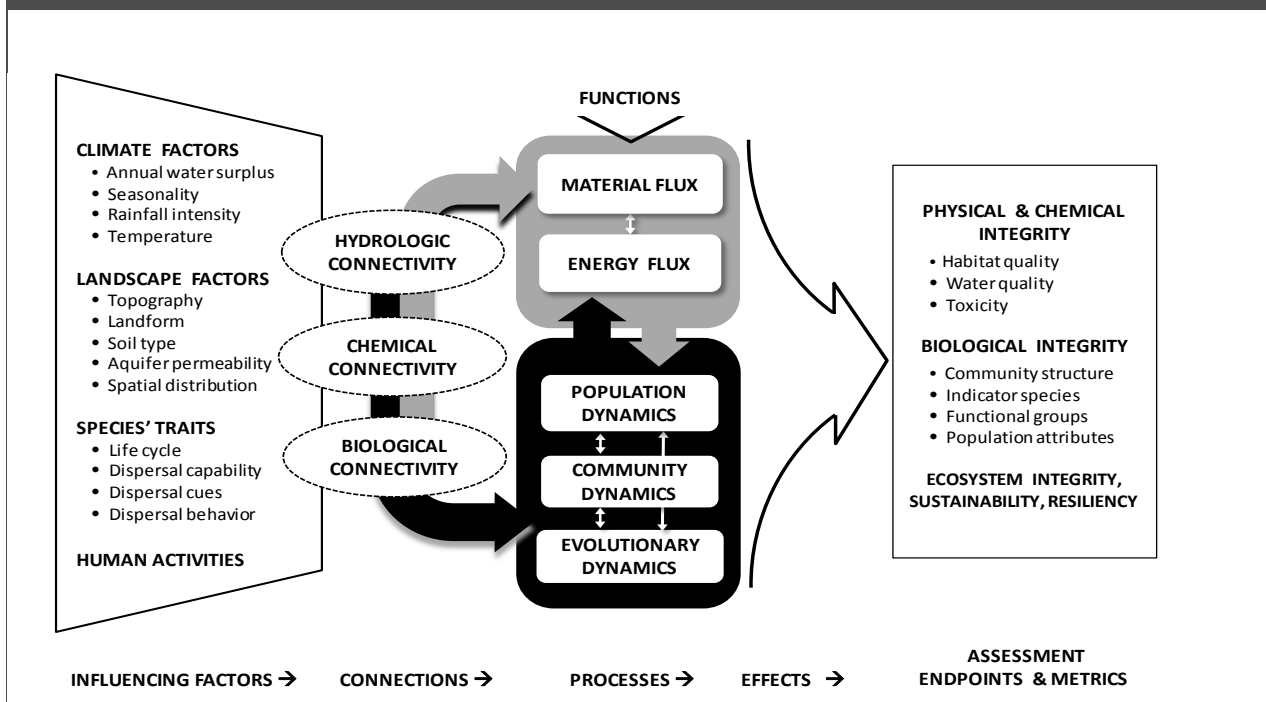 CLIMATE FACTORS
• Annual water surplus
• Seasonality
• Rainfall intensity
• Temperature
LANDSCAPE FACTORS
• Topography
• Landform
• Soil type
• Aquifer permeability
• Spatial distribution
SPECIES' TRAITS
• Life cycle
• Dispersal capability
• Dispersal cues
• Dispersal behavior
HUMAN ACTIVITIES
HYDROLOGIC
CONNECTIVITY
CHEMICAL
CONNECTIVITY
BIOLOGICAL
CONNECTIVITY
FUNCTIONS
MATERIAL FLUX
ENERGY FLUX
POPULATION
DYNAMICS
COMMUNITY
DYNAMICS
EVOLUTIONARY
DYNAMICS
PHYSICAL & CHEMICAL
INTEGRITY
• Habitat quality
• Water quality
• Toxicity
BIOLOGICAL INTEGRITY
• Community structure
• Indicator species
• Functional groups
• Population attributes
ECOSYSTEM INTEGRITY,
SUSTAINABILITY, RESILIENCY
INFLUENCING FACTORS →
CONNECTIONS →
PROCESSES →
EFFECTS →
ASSESSMENT
ENDPOINTS & METRICS